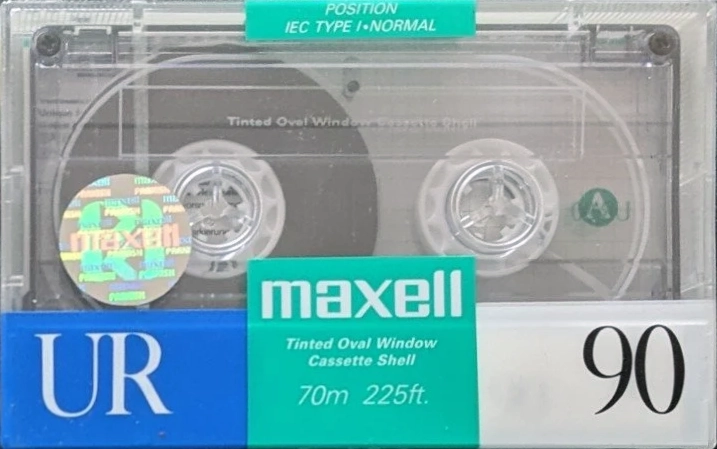 POSITION
IEC TYPE I•NORMAL
Tinted Oval Window Cassette Shell
A
maxell
maxell
Tinted Oval Window
Cassette Shell
70m 225ft.
UR
90